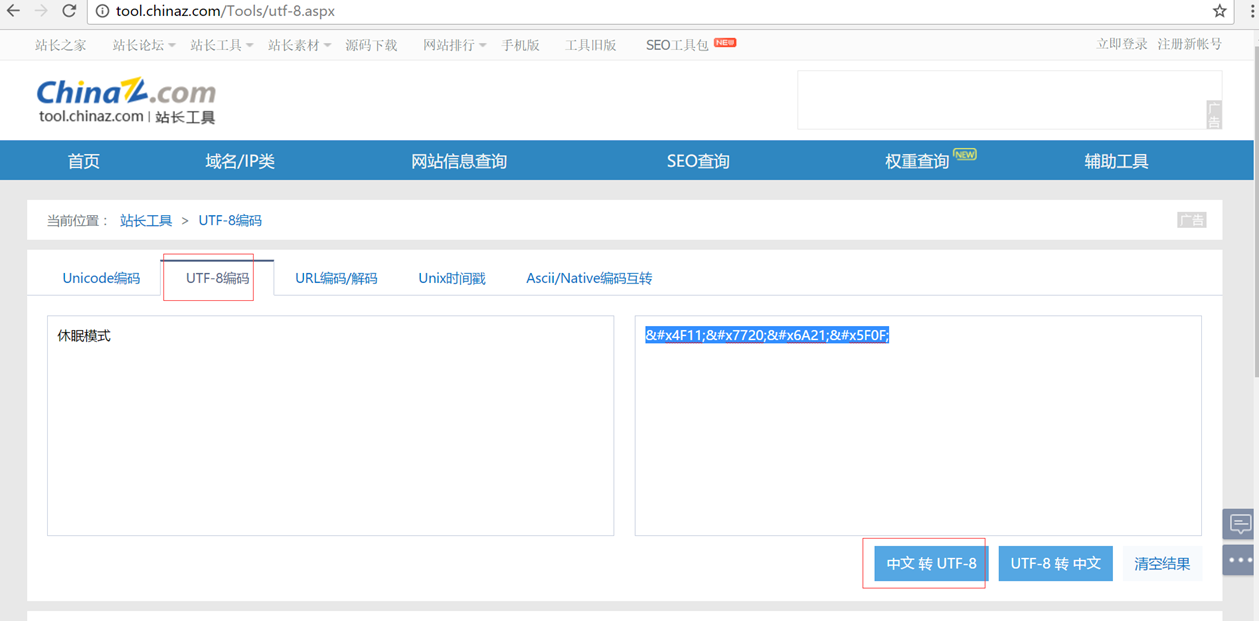 tool.chinaz.com/Tools/utf-8.aspx
站长之家 站长论坛 站长工具 站长素材 源码下载 网站排行 手机版 工具旧版 SEO工具包 NEW 立即登录 注册新帐号
ChinaZ.com
tool.chinaz.com | 站长工具
广告
首页 域名/IP类 网站信息查询 SEO查询 权重查询 NEW 辅助工具
当前位置： 站长工具 > UTF-8编码 广告
Unicode编码 UTF-8编码 URL编码/解码 Unix时间戳 Ascii/Native编码互转
休眠模式 &#x4F11;&#x7720;&#x6A21;&#x5F0F;
中文 转 UTF-8 UTF-8 转 中文 清空结果